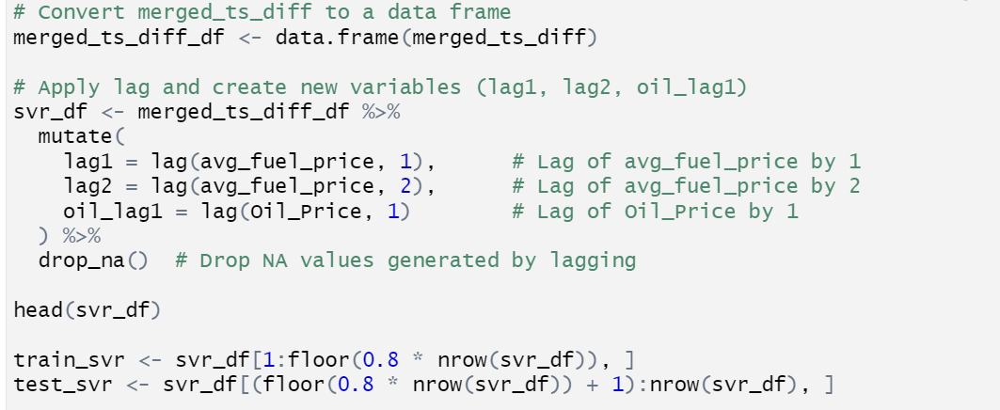 # Convert merged_ts_diff to a data frame
merged_ts_diff_df <- data.frame(merged_ts_diff)
# Apply lag and create new variables (lag1, lag2, oil_lag1)
svr_df <- merged_ts_diff_df %>%
  mutate(
    lag1 = lag(avg_fuel_price, 1),      # Lag of avg_fuel_price by 1
    lag2 = lag(avg_fuel_price, 2),      # Lag of avg_fuel_price by 2
    oil_lag1 = lag(Oil_Price, 1)        # Lag of Oil_Price by 1
  ) %>%
  drop_na()  # Drop NA values generated by lagging
head(svr_df)
train_svr <- svr_df[1:floor(0.8 * nrow(svr_df)), ]
test_svr <- svr_df[(floor(0.8 * nrow(svr_df)) + 1):nrow(svr_df), ]